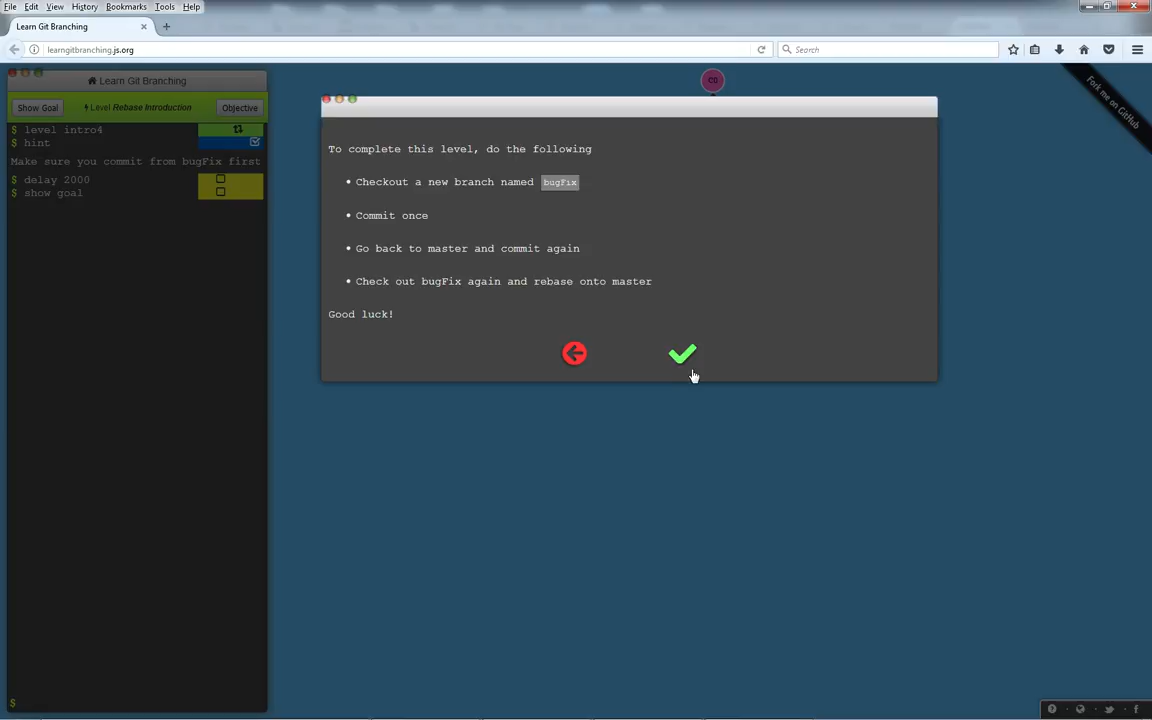 File Edit View History Bookmarks Tools Help
Learn Git Branching
learngitbranching.js.org
Search
Learn Git Branching
Show Goal
Level Rebase Introduction
Objective
$ level intro4
$ hint
Make sure you commit from bugFix first
$ delay 2000
$ show goal
$
C0
Fork me on GitHub
To complete this level, do the following
• Checkout a new branch named bugFix
• Commit once
• Go back to master and commit again
• Check out bugFix again and rebase onto master
Good luck!